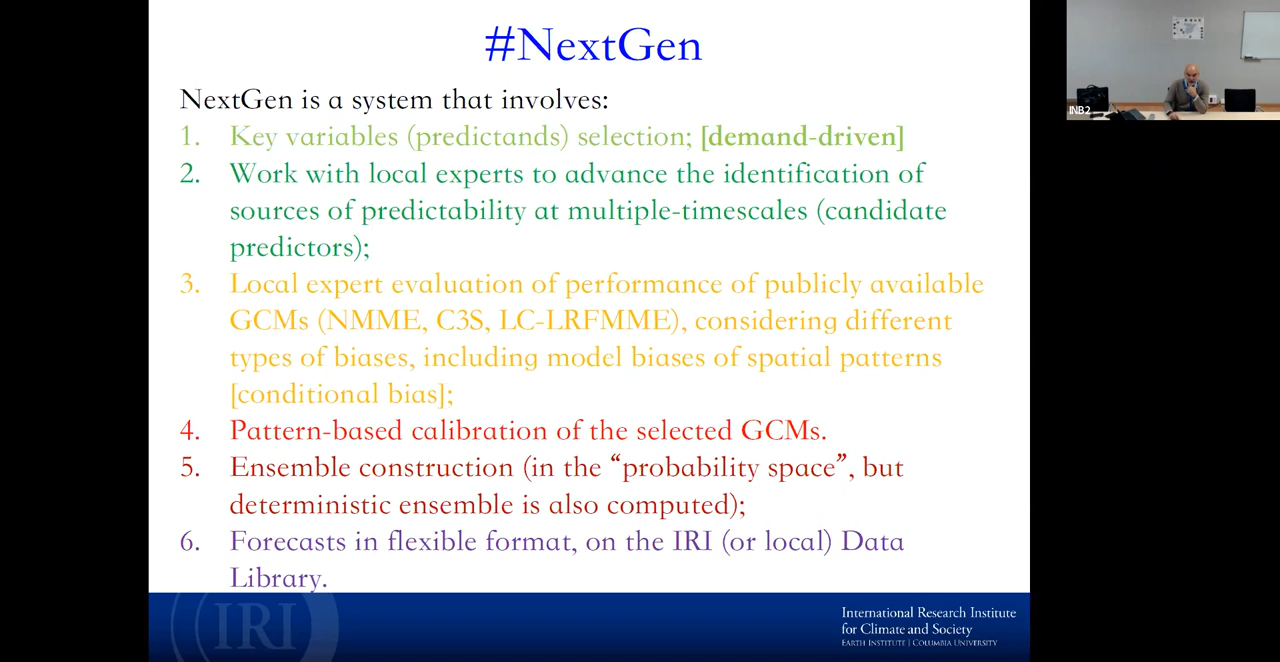 #NextGen
NextGen is a system that involves:
1. Key variables (predictands) selection; [demand-driven]
2. Work with local experts to advance the identification of
sources of predictability at multiple-timescales (candidate
predictors);
3. Local expert evaluation of performance of publicly available
GCMs (NMME, C3S, LC-LRFMME), considering different
types of biases, including model biases of spatial patterns
[conditional bias];
4. Pattern-based calibration of the selected GCMs.
5. Ensemble construction (in the “probability space”, but
deterministic ensemble is also computed);
6. Forecasts in flexible format, on the IRI (or local) Data
Library.
IRI
International Research Institute
for Climate and Society
EARTH INSTITUTE | COLUMBIA UNIVERSITY
INB2